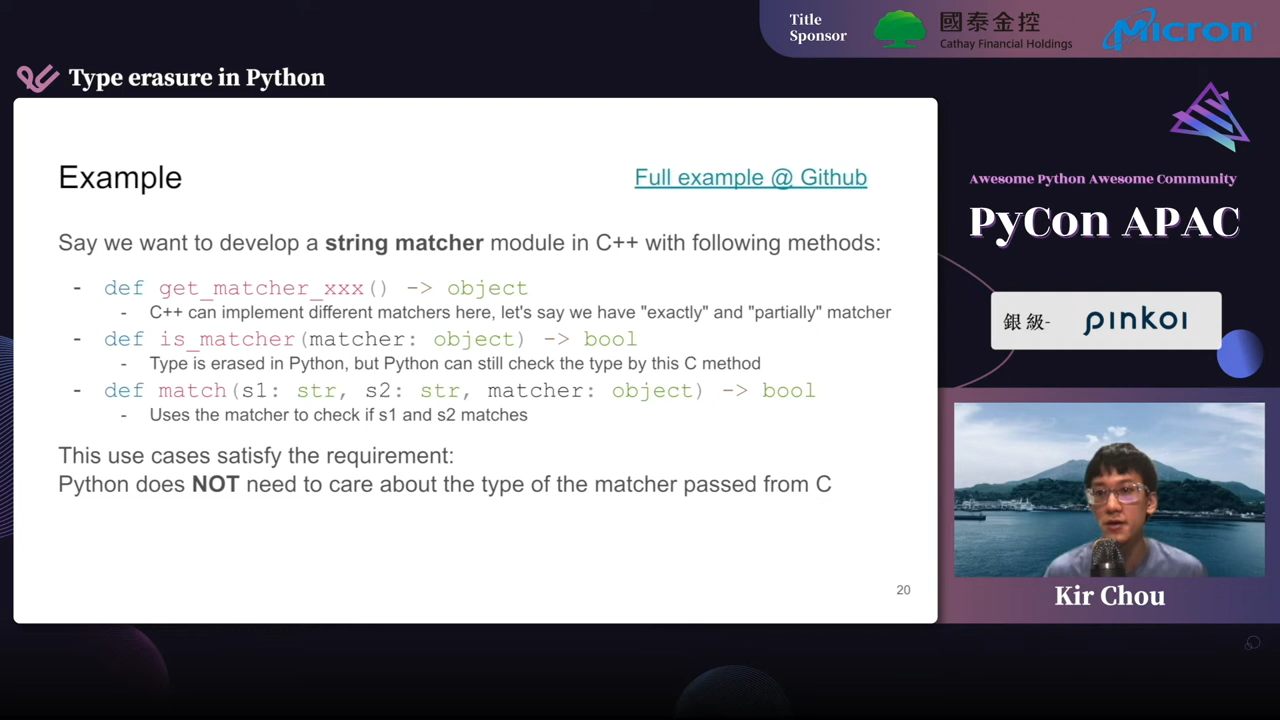 Title
Sponsor
國泰金控
Cathay Financial Holdings
Micron
Type erasure in Python
Example
Full example @ Github
Say we want to develop a string matcher module in C++ with following methods:
- def get_matcher_xxx() -> object
- C++ can implement different matchers here, let's say we have "exactly" and "partially" matcher
- def is_matcher(matcher: object) -> bool
- Type is erased in Python, but Python can still check the type by this C method
- def match(s1: str, s2: str, matcher: object) -> bool
- Uses the matcher to check if s1 and s2 matches
This use cases satisfy the requirement:
Python does NOT need to care about the type of the matcher passed from C
20
Awesome Python Awesome Community
PyCon APAC
銀級- pinkoi
Kir Chou